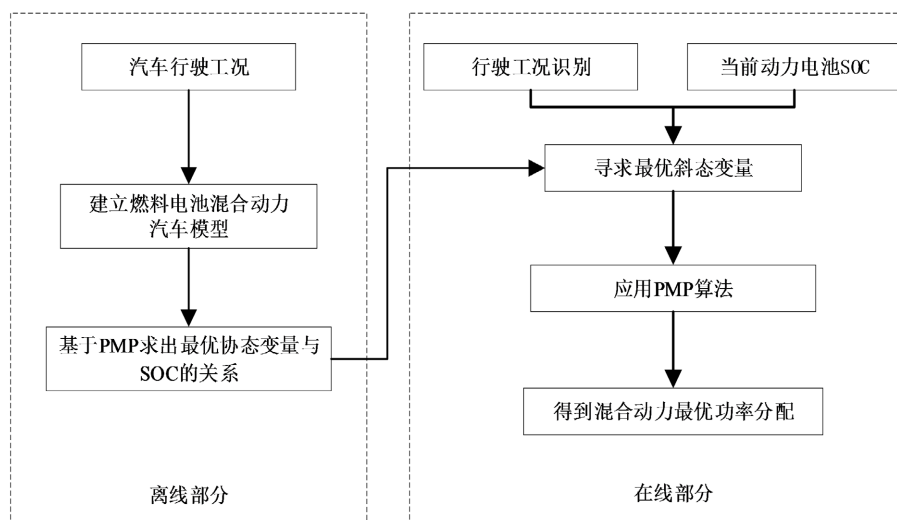 汽车行驶工况
建立燃料电池混合动力
汽车模型
基于PMP求出最优协态变量与
SOC的关系
离线部分
行驶工况识别
当前动力电池SOC
寻求最优斜态变量
应用PMP算法
得到混合动力最优功率分配
在线部分